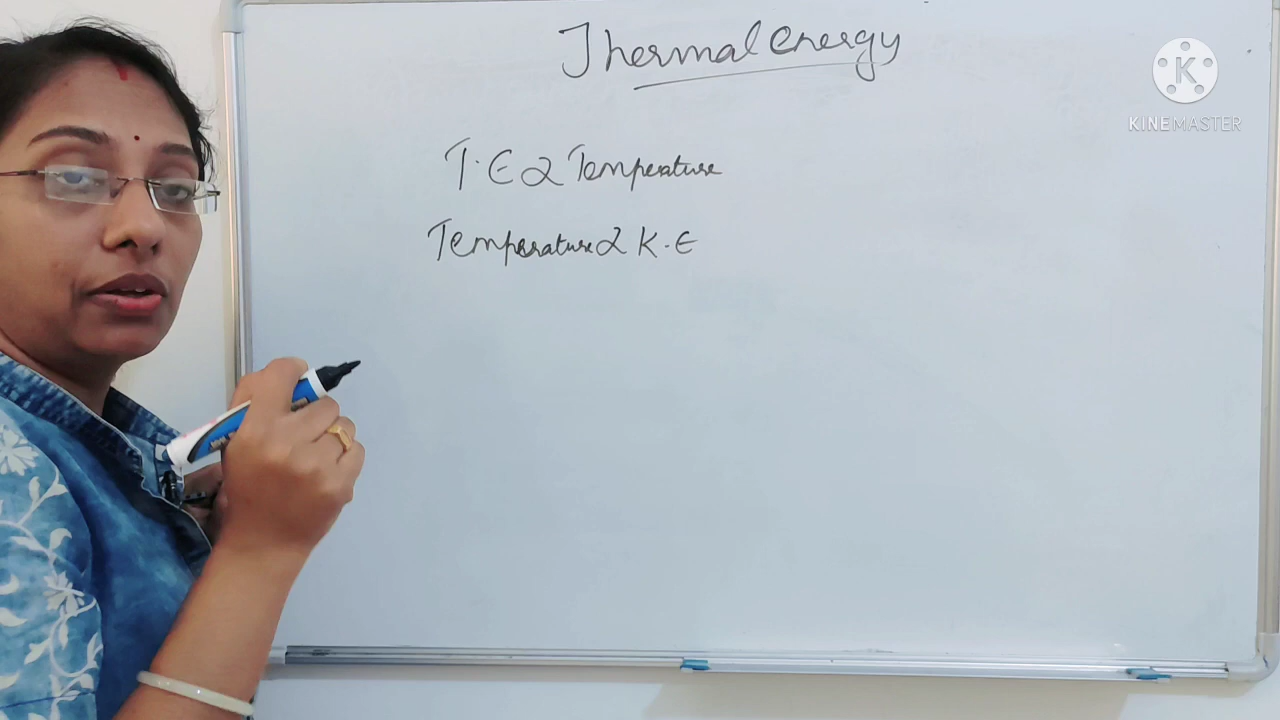 Thermal energy
T.E α Temperature
Temperature α K.E
K
KINEMASTER